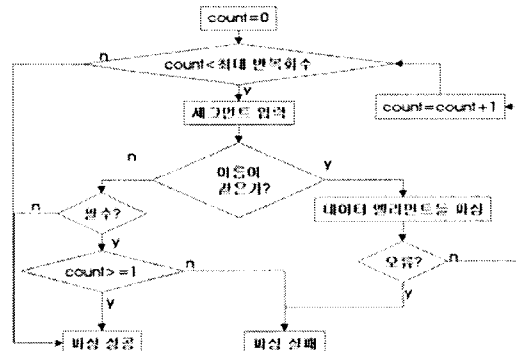 count=0
n
count<최대 반복회수
y
count=count+1
세그먼트 입력
n
이름이
같은가?
y
n
필수?
데이터 엘리먼트들 파싱
y
오류?
n
count>=1
n
y
y
파싱 성공
파싱 실패